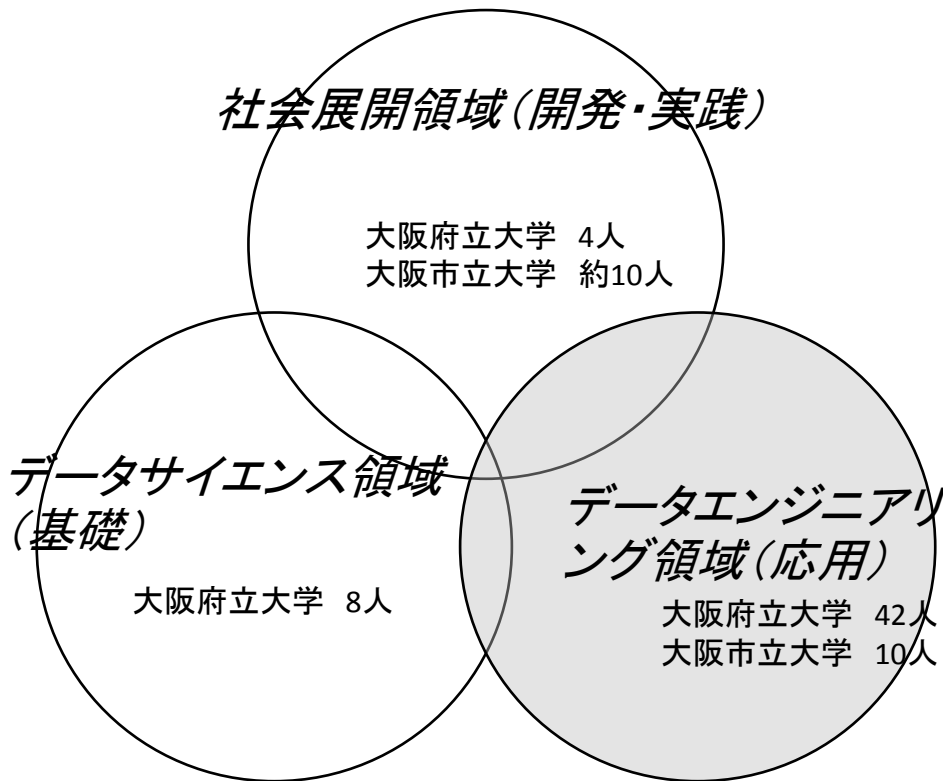 社会展開領域(開発・実践)
大阪府立大学 4人
大阪市立大学 約10人
データサイエンス領域
(基礎)
大阪府立大学 8人
データエンジニアリ
ング領域(応用)
大阪府立大学 42人
大阪市立大学 10人